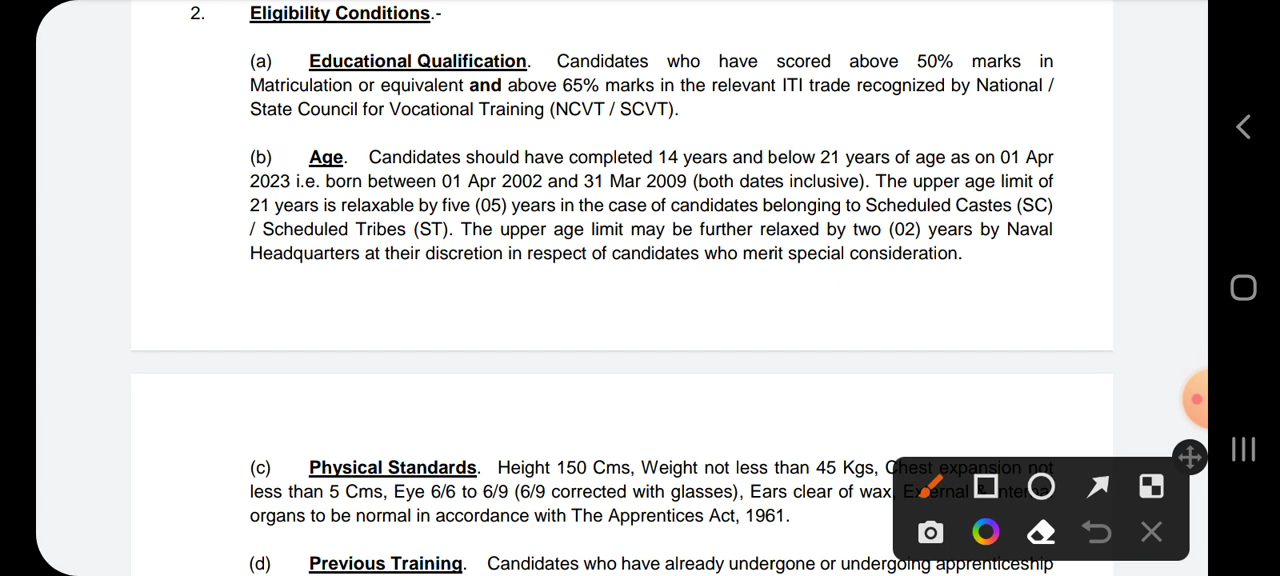 2. Eligibility Conditions.-
(a) Educational Qualification. Candidates who have scored above 50% marks in
Matriculation or equivalent and above 65% marks in the relevant ITI trade recognized by National /
State Council for Vocational Training (NCVT / SCVT).
(b) Age. Candidates should have completed 14 years and below 21 years of age as on 01 Apr
2023 i.e. born between 01 Apr 2002 and 31 Mar 2009 (both dates inclusive). The upper age limit of
21 years is relaxable by five (05) years in the case of candidates belonging to Scheduled Castes (SC)
/ Scheduled Tribes (ST). The upper age limit may be further relaxed by two (02) years by Naval
Headquarters at their discretion in respect of candidates who merit special consideration.
(c) Physical Standards. Height 150 Cms, Weight not less than 45 Kgs, Chest expansion not
less than 5 Cms, Eye 6/6 to 6/9 (6/9 corrected with glasses), Ears clear of wax
organs to be normal in accordance with The Apprentices Act, 1961.
(d) Previous Training. Candidates who have already undergone or undergoing apprenticeship